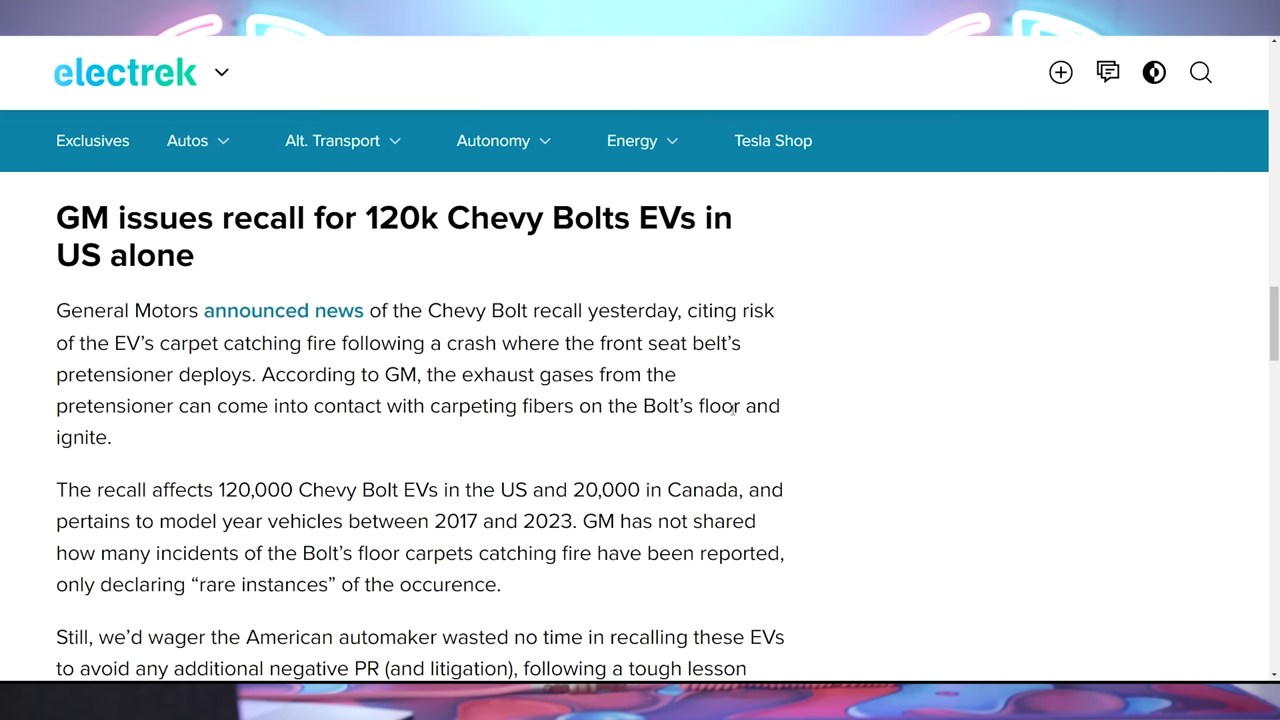 electrek
Exclusives Autos Alt. Transport Autonomy Energy Tesla Shop
GM issues recall for 120k Chevy Bolts EVs in
US alone
General Motors announced news of the Chevy Bolt recall yesterday, citing risk
of the EV’s carpet catching fire following a crash where the front seat belt’s
pretensioner deploys. According to GM, the exhaust gases from the
pretensioner can come into contact with carpeting fibers on the Bolt’s floor and
ignite.
The recall affects 120,000 Chevy Bolt EVs in the US and 20,000 in Canada, and
pertains to model year vehicles between 2017 and 2023. GM has not shared
how many incidents of the Bolt’s floor carpets catching fire have been reported,
only declaring “rare instances” of the occurence.
Still, we’d wager the American automaker wasted no time in recalling these EVs
to avoid any additional negative PR (and litigation), following a tough lesson